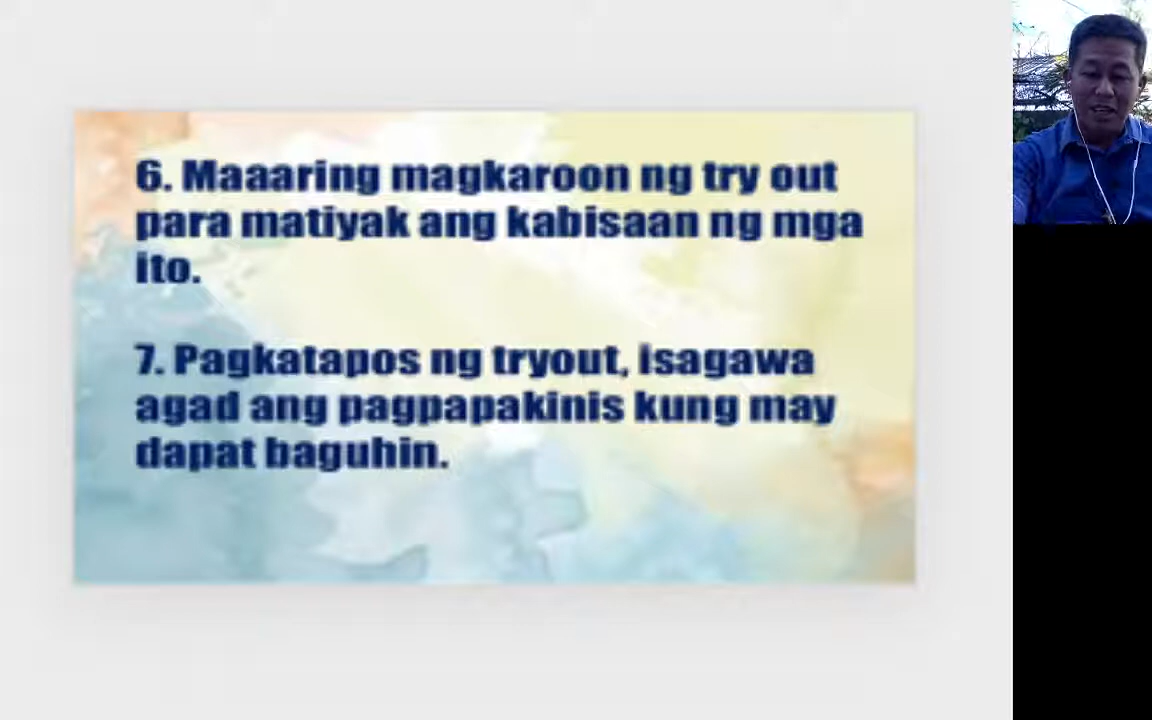 6. Maaaring magkaroon ng try out
para matiyak ang kabisaan ng mga
ito.
7. Pagkatapos ng tryout, isagawa
agad ang pagpapakinis kung may
dapat baguhin.